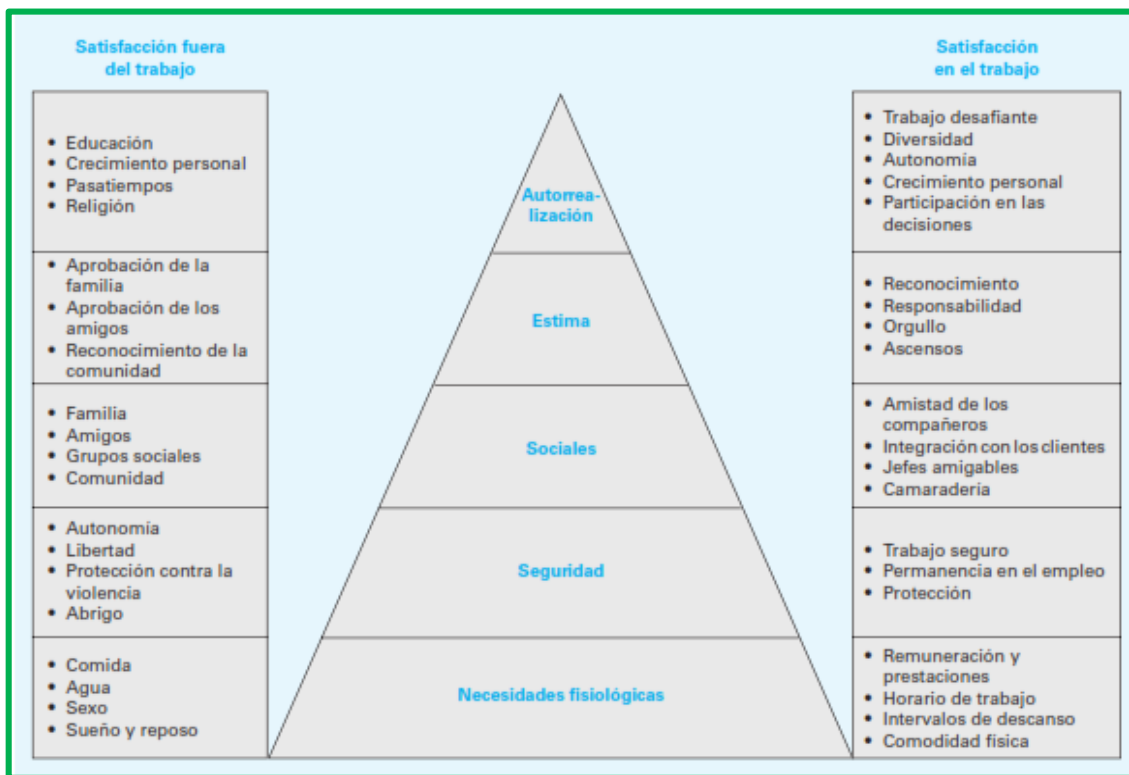 Satisfacción fuera
del trabajo
Satisfacción
en el trabajo
• Educación
• Crecimiento personal
• Pasatiempos
• Religión
Autorrea-
lización
• Trabajo desafiante
• Diversidad
• Autonomía
• Crecimiento personal
• Participación en las
decisiones
• Aprobación de la
familia
• Aprobación de los
amigos
• Reconocimiento de la
comunidad
Estima
• Reconocimiento
• Responsabilidad
• Orgullo
• Ascensos
• Familia
• Amigos
• Grupos sociales
• Comunidad
Sociales
• Amistad de los
compañeros
• Integración con los clientes
• Jefes amigables
• Camaradería
• Autonomía
• Libertad
• Protección contra la
violencia
• Abrigo
Seguridad
• Trabajo seguro
• Permanencia en el empleo
• Protección
• Comida
• Agua
• Sexo
• Sueño y reposo
Necesidades fisiológicas
• Remuneración y
prestaciones
• Horario de trabajo
• Intervalos de descanso
• Comodidad física